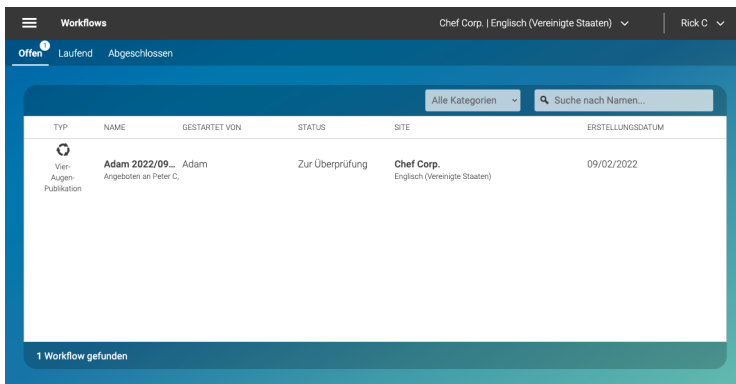 Workflows
Chef Corp. | Englisch (Vereinigte Staaten)
Rick C
Offen
1
Laufend
Abgeschlossen
Alle Kategorien
Suche nach Namen...
TYP
NAME
GESTARTET VON
STATUS
SITE
ERSTELLUNGSDATUM
Vier-
Augen-
Publikation
Adam 2022/09...
Angeboten an Peter C,
Adam
Zur Überprüfung
Chef Corp.
Englisch (Vereinigte Staaten)
09/02/2022
1 Workflow gefunden